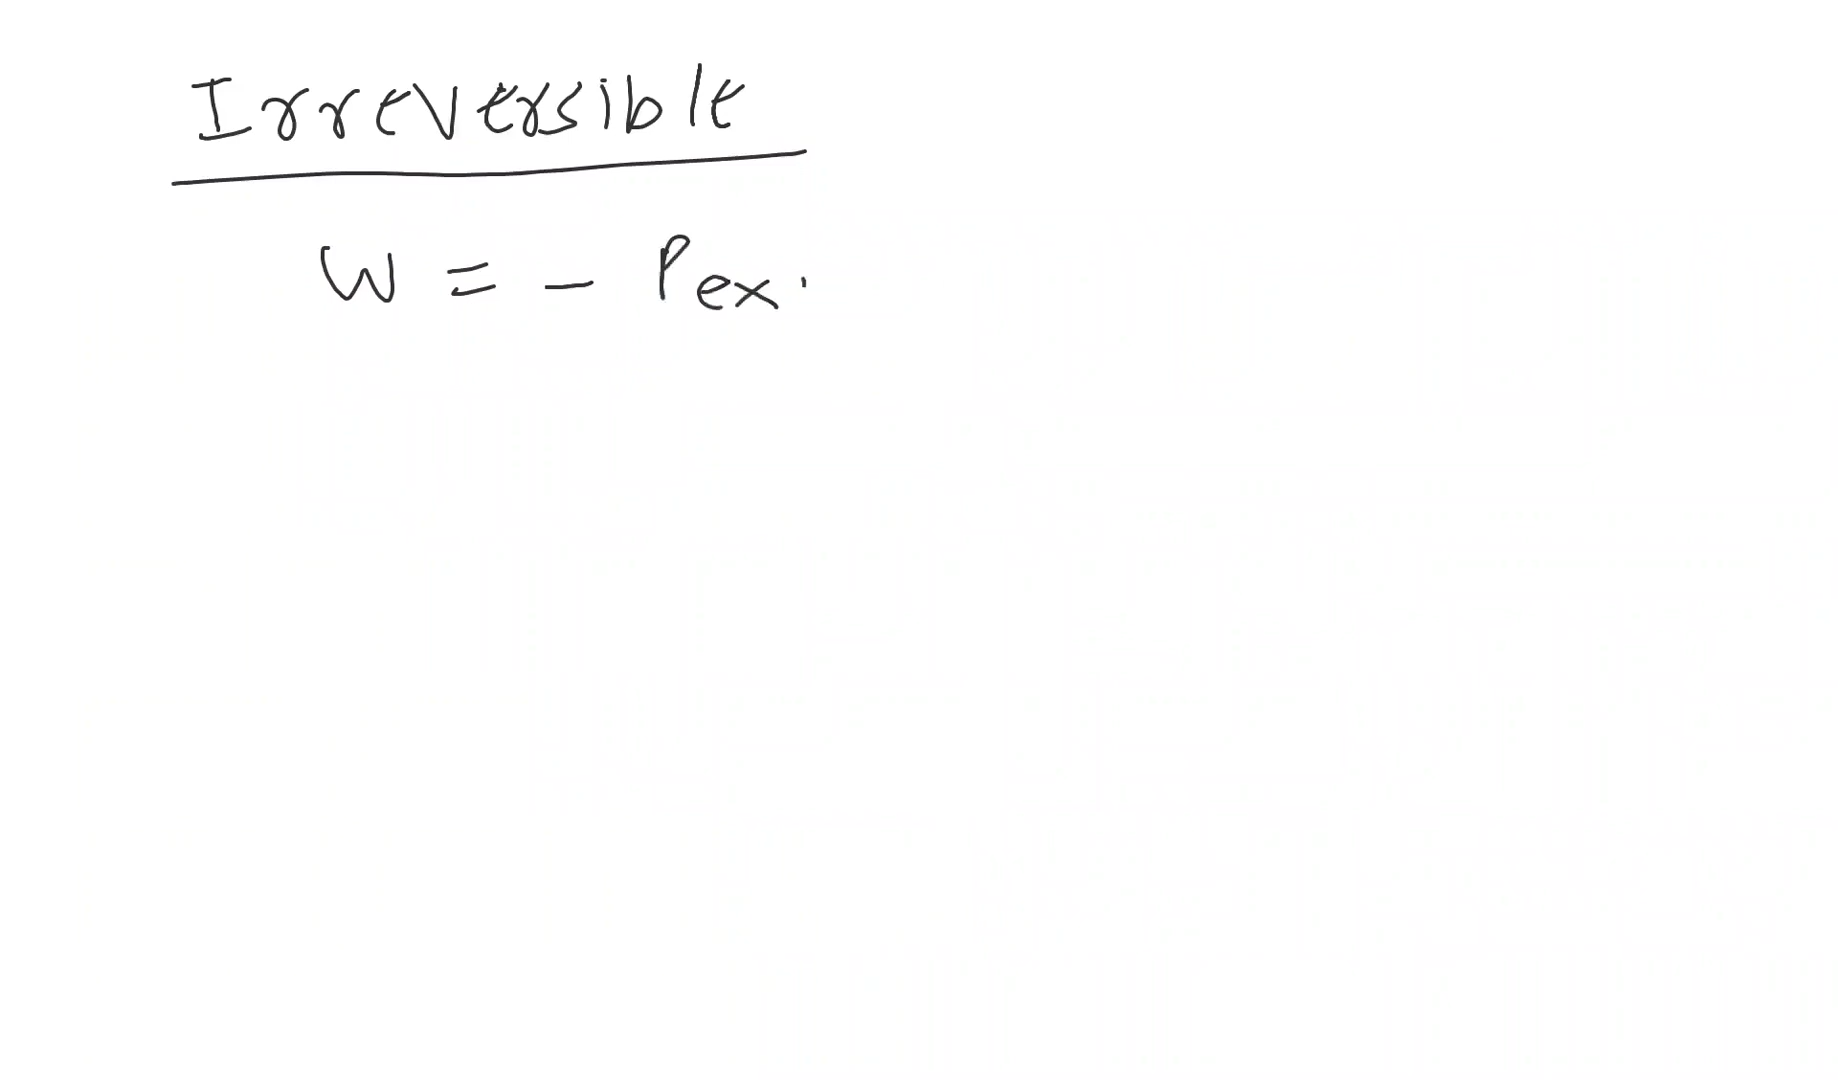 Irreversible
W = - Pex.